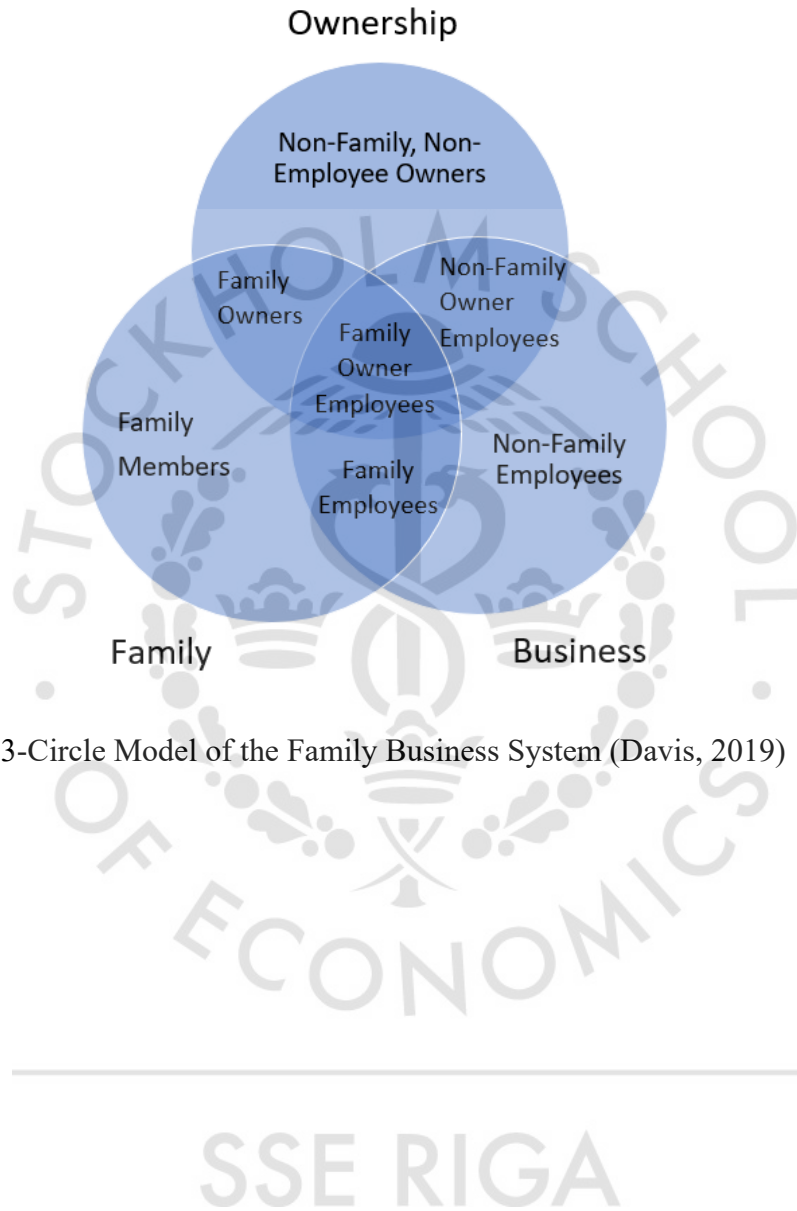 Ownership
Non-Family, Non-
Employee Owners
Family
Owners
Non-Family
Owner
Employees
Family
Owner
Employees
Family
Members
Non-Family
Employees
Family
Employees
Family
Business
3-Circle Model of the Family Business System (Davis, 2019)
STOCKHOLM SCHOOL
OF ECONOMICS
SSE RIGA